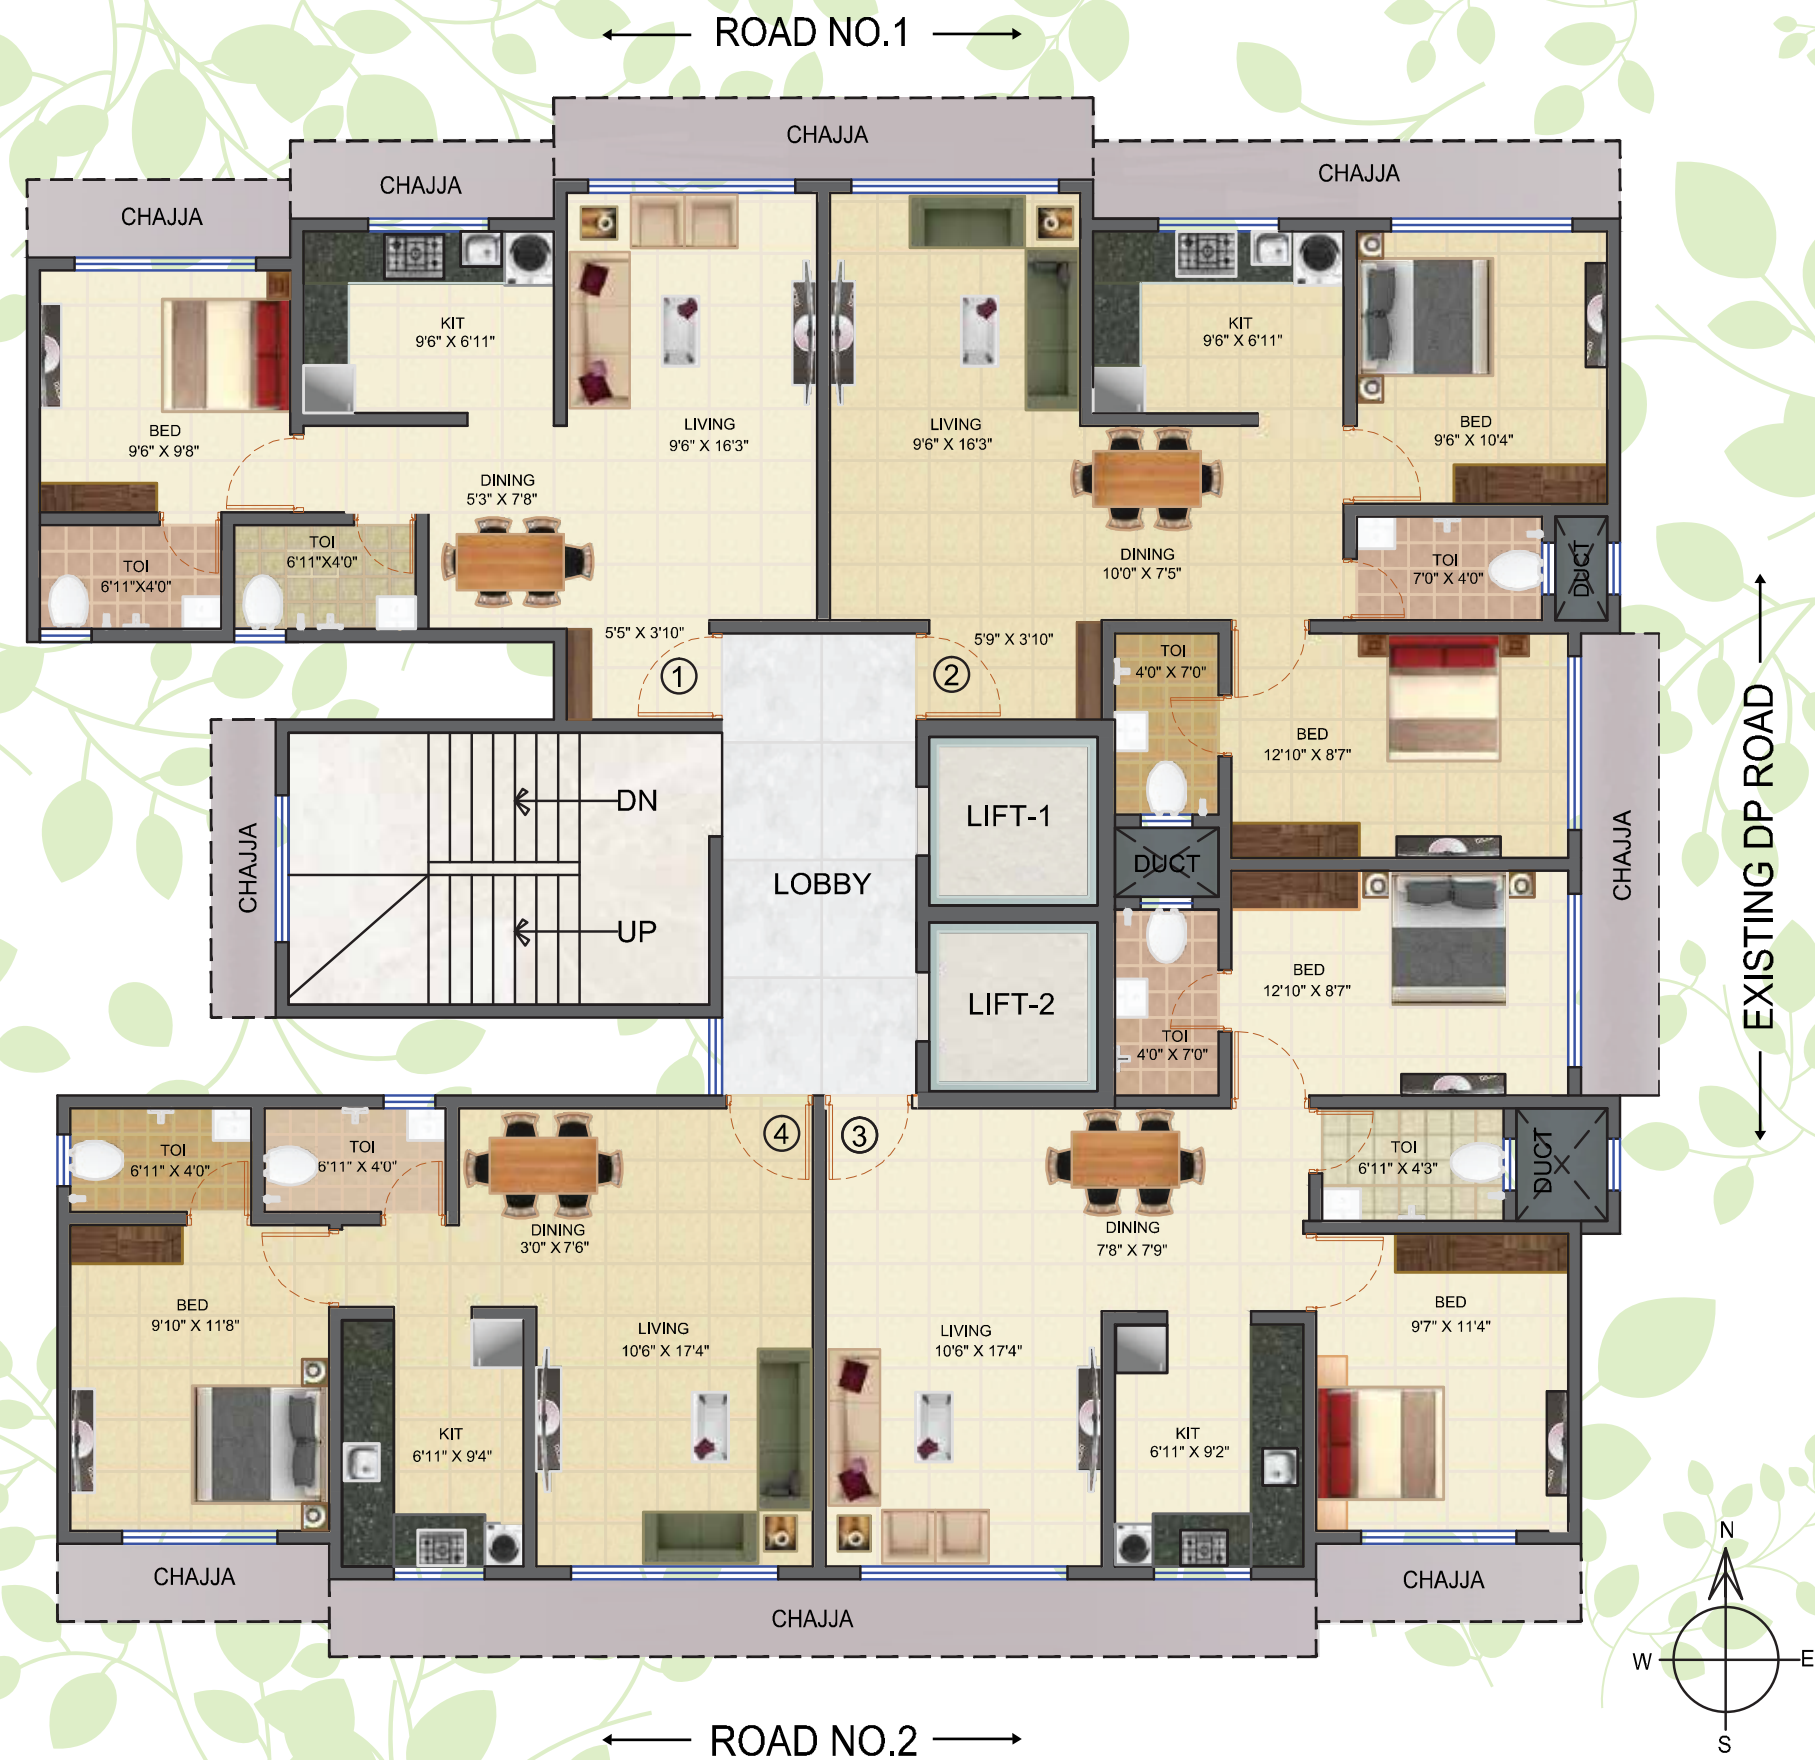 ROAD NO.1
CHAJJA
CHAJJA
CHAJJA
CHAJJA
KIT
9'6" X 6'11"
KIT
9'6" X 6'11"
BED
9'6" X 9'8"
LIVING
9'6" X 16'3"
LIVING
9'6" X 16'3"
BED
9'6" X 10'4"
DINING
5'3" X 7'8"
TOI
6'11"X4'0"
TOI
6'11"X4'0"
DINING
10'0" X 7'5"
TOI
7'0" X 4'0"
DUCT
5'5" X 3'10"
5'9" X 3'10"
1
2
TOI
4'0" X 7'0"
BED
12'10" X 8'7"
DN
UP
CHAJJA
LOBBY
LIFT-1
LIFT-2
DUCT
CHAJJA
EXISTING DP ROAD
BED
12'10" X 8'7"
TOI
4'0" X 7'0"
4
3
TOI
6'11" X 4'0"
TOI
6'11" X 4'0"
TOI
6'11" X 4'3"
DUCT
DINING
3'0" X 7'6"
DINING
7'8" X 7'9"
BED
9'10" X 11'8"
LIVING
10'6" X 17'4"
LIVING
10'6" X 17'4"
BED
9'7" X 11'4"
KIT
6'11" X 9'4"
KIT
6'11" X 9'2"
CHAJJA
CHAJJA
CHAJJA
N
W
E
S
ROAD NO.2